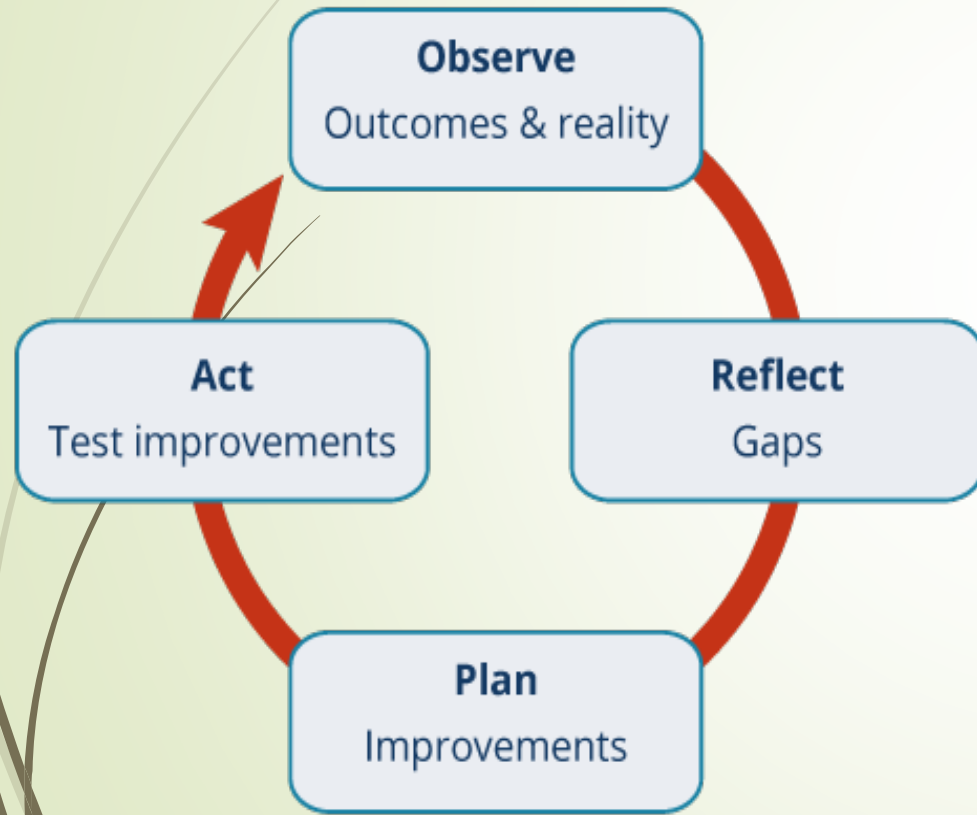 Observe
Outcomes & reality
Act
Test improvements
Reflect
Gaps
Plan
Improvements